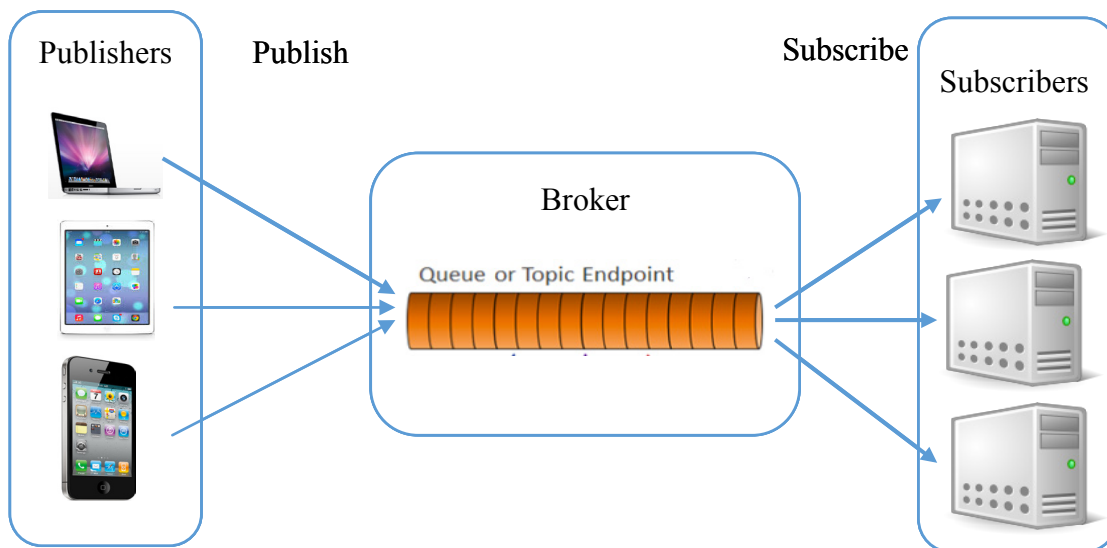 Publishers
Publish
Subscribe
Subscribers
Broker
Queue or Topic Endpoint